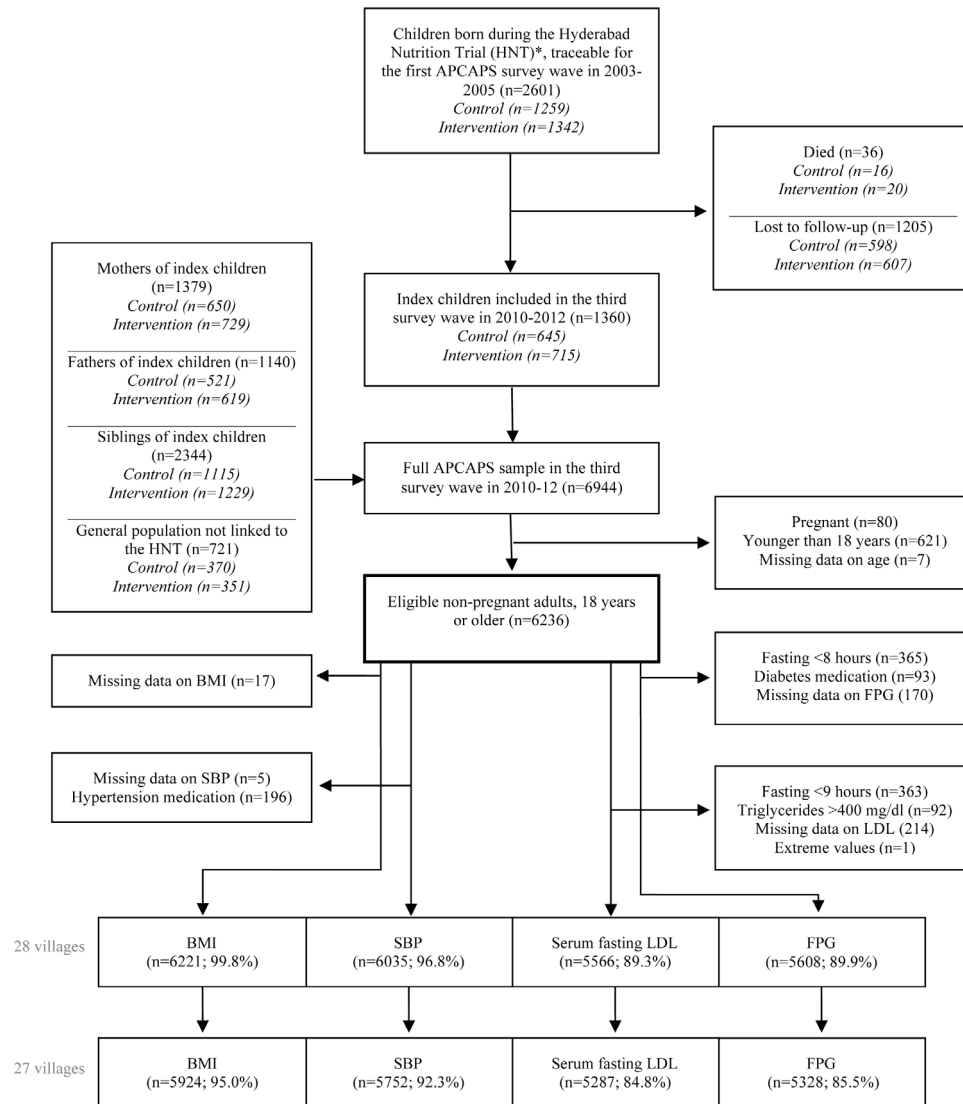 Children born during the Hyderabad
Nutrition Trial (HNT)*, traceable for
the first APCAPS survey wave in 2003-
2005 (n=2601)
Control (n=1259)
Intervention (n=1342)
Died (n=36)
Control (n=16)
Intervention (n=20)
Lost to follow-up (n=1205)
Control (n=598)
Intervention (n=607)
Mothers of index children
(n=1379)
Control (n=650)
Intervention (n=729)
Fathers of index children (n=1140)
Control (n=521)
Intervention (n=619)
Siblings of index children
(n=2344)
Control (n=1115)
Intervention (n=1229)
General population not linked to
the HNT (n=721)
Control (n=370)
Intervention (n=351)
Index children included in the third
survey wave in 2010-2012 (n=1360)
Control (n=645)
Intervention (n=715)
Full APCAPS sample in the third
survey wave in 2010-12 (n=6944)
Pregnant (n=80)
Younger than 18 years (n=621)
Missing data on age (n=7)
Eligible non-pregnant adults, 18 years
or older (n=6236)
Missing data on BMI (n=17)
Fasting <8 hours (n=365)
Diabetes medication (n=93)
Missing data on FPG (170)
Missing data on SBP (n=5)
Hypertension medication (n=196)
Fasting <9 hours (n=363)
Triglycerides >400 mg/dl (n=92)
Missing data on LDL (214)
Extreme values (n=1)
28 villages
BMI
(n=6221; 99.8%)
SBP
(n=6035; 96.8%)
Serum fasting LDL
(n=5566; 89.3%)
FPG
(n=5608; 89.9%)
27 villages
BMI
(n=5924; 95.0%)
SBP
(n=5752; 92.3%)
Serum fasting LDL
(n=5287; 84.8%)
FPG
(n=5328; 85.5%)